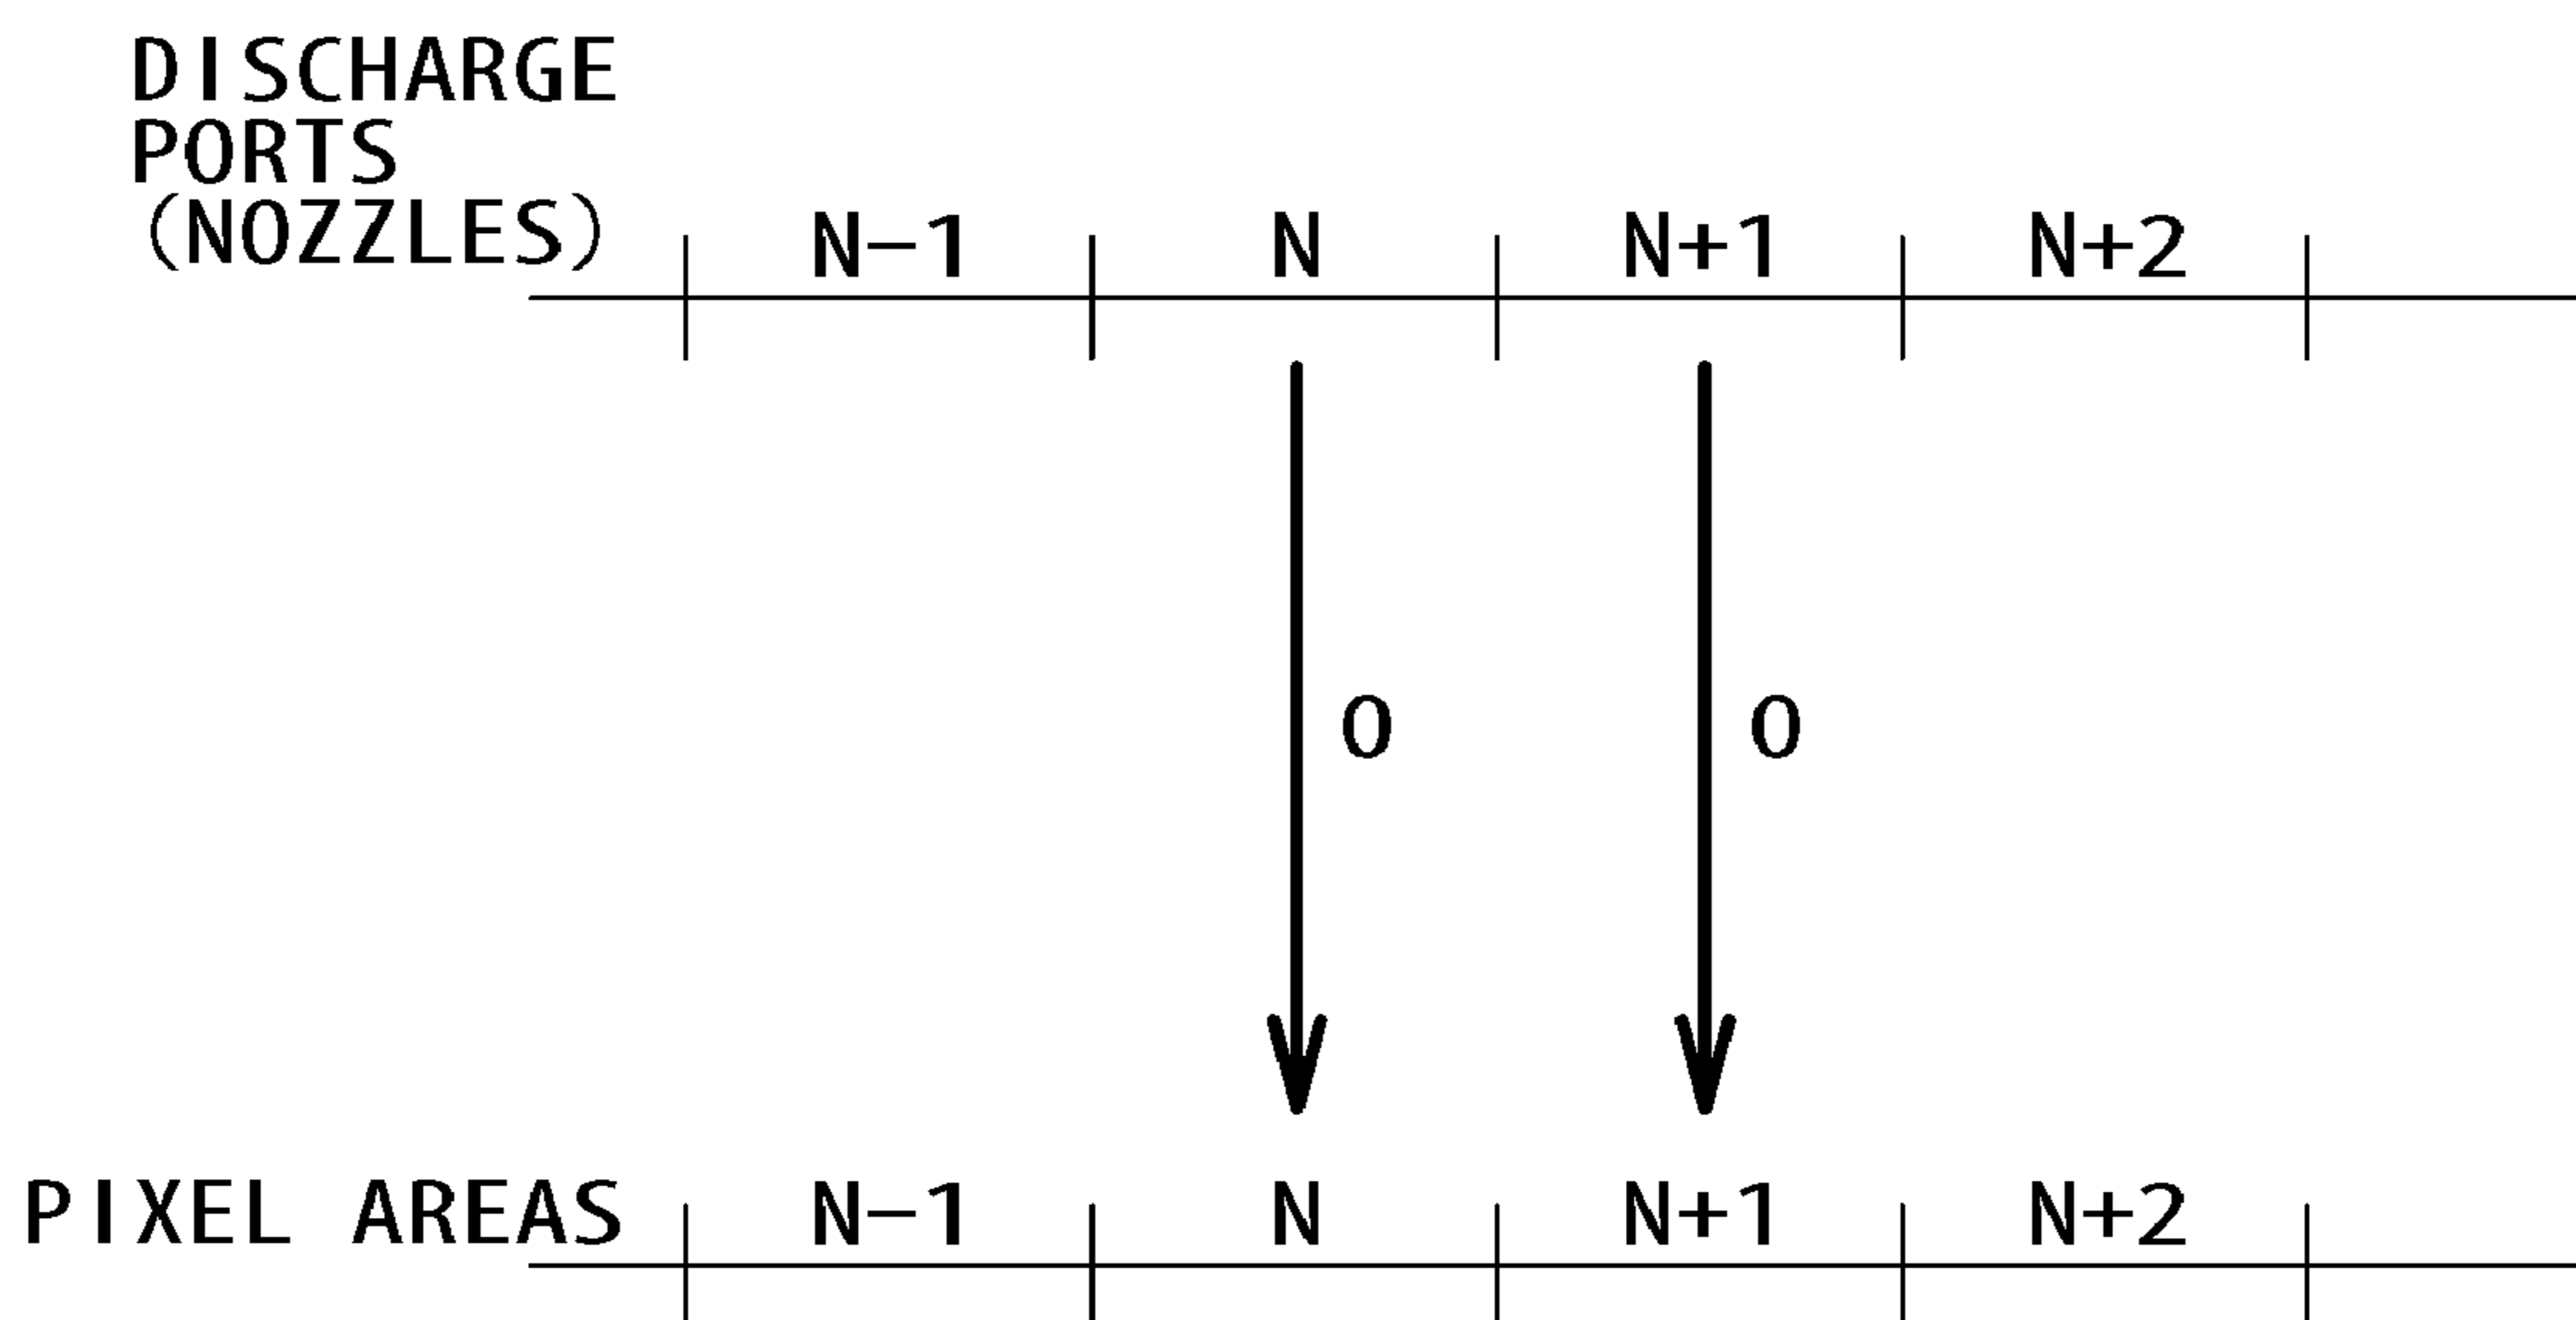 DISCHARGE
PORTS
(NOZZLES)
N-1 N N+1 N+2
0 0
PIXEL AREAS N-1 N N+1 N+2